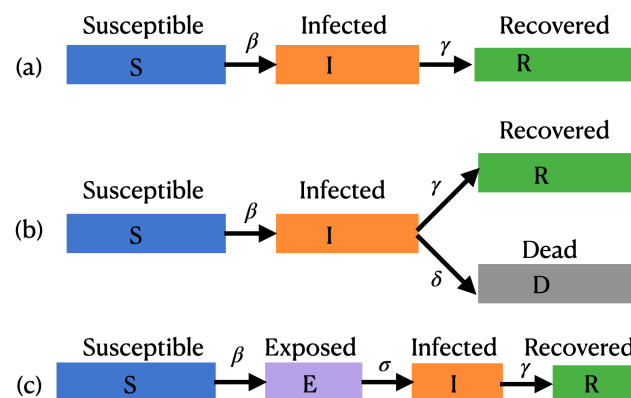 Susceptible Infected Recovered
(a) S β I γ R
Recovered
R
Susceptible Infected γ
(b) S β I
Dead
δ D
Susceptible Exposed Infected Recovered
(c) S β E σ I γ R